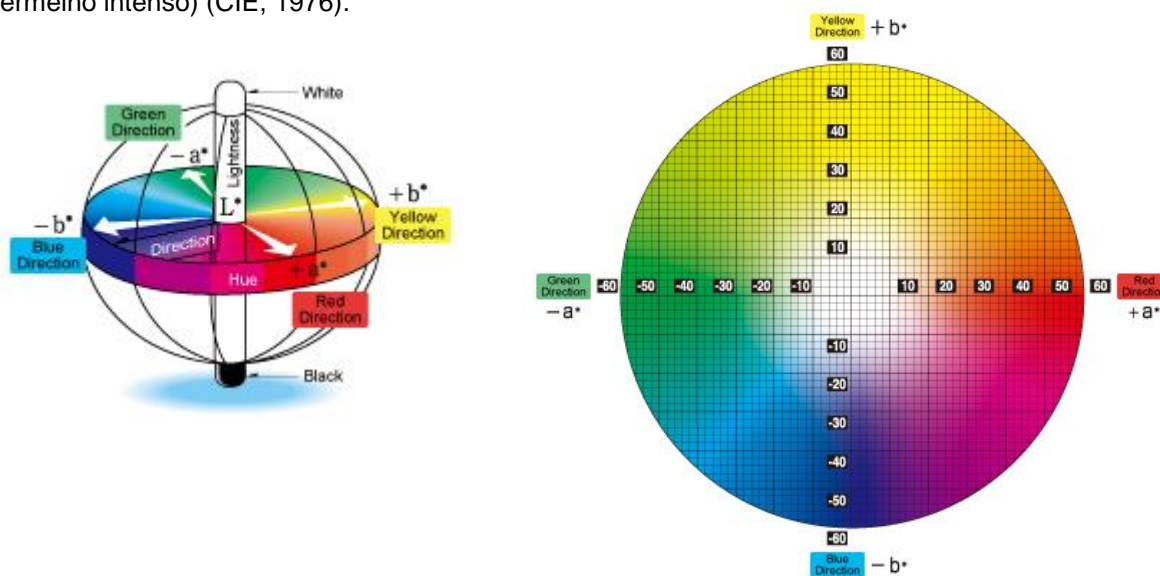 ermelho intenso) (CIE, 1976).
White
Green
Direction
– a*
Lightness
L*
+ b*
Yellow
Direction
– b*
Blue
Direction
Direction
Hue
+ a*
Red
Direction
Black
Yellow
Direction
+ b*
60
50
40
30
20
10
Green
Direction
– a*
-60 -50 -40 -30 -20 -10 10 20 30 40 50 60
Red
+a*
-10
-20
-30
-40
-50
-60
Blue
Direction
– b*